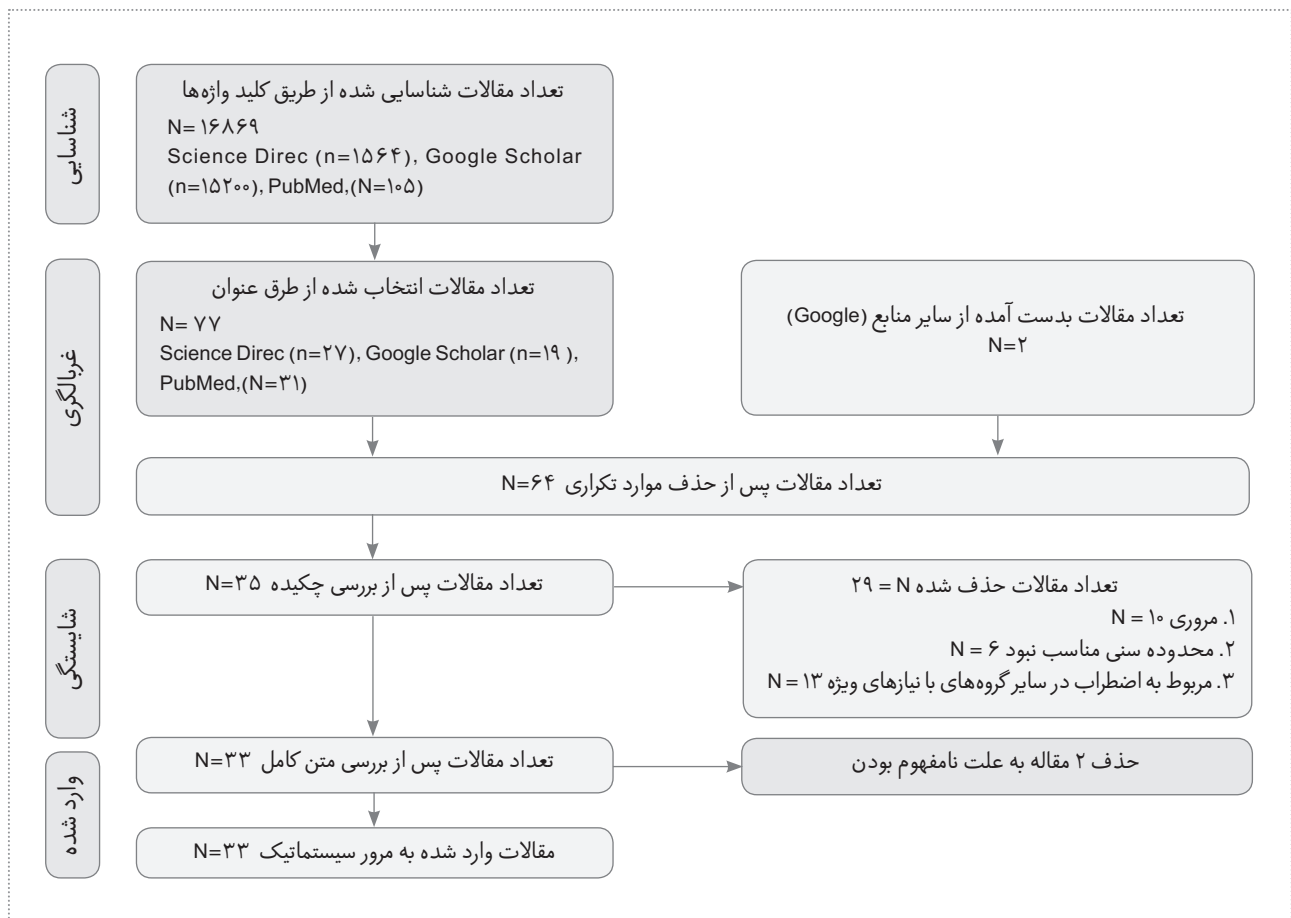 شناسایی
تعداد مقالات شناسایی شده از طریق کلید واژه‌ها
N= ۱۶۸۶۹
Science Direc (n=۱۵۶۴), Google Scholar
(n=۱۵۲۰۰), PubMed,(N=۱۰۵)
غربالگری
تعداد مقالات انتخاب شده از طرق عنوان
N= ۷۷
Science Direc (n=۲۷), Google Scholar (n=۱۹ ),
PubMed,(N=۳۱)
تعداد مقالات بدست آمده از سایر منابع (Google)
N=۲
تعداد مقالات پس از حذف موارد تکراری N=۶۴
شایستگی
تعداد مقالات پس از بررسی چکیده N=۳۵
تعداد مقالات حذف شده N = ۲۹
۱. مروری N = ۱۰
۲. محدوده سنی مناسب نبود N = ۶
۳. مربوط به اضطراب در سایر گروه‌های با نیازهای ویژه N = ۱۳
وارد شده
تعداد مقالات پس از بررسی متن کامل N=۳۳
حذف ۲ مقاله به علت نامفهوم بودن
مقالات وارد شده به مرور سیستماتیک N=۳۳